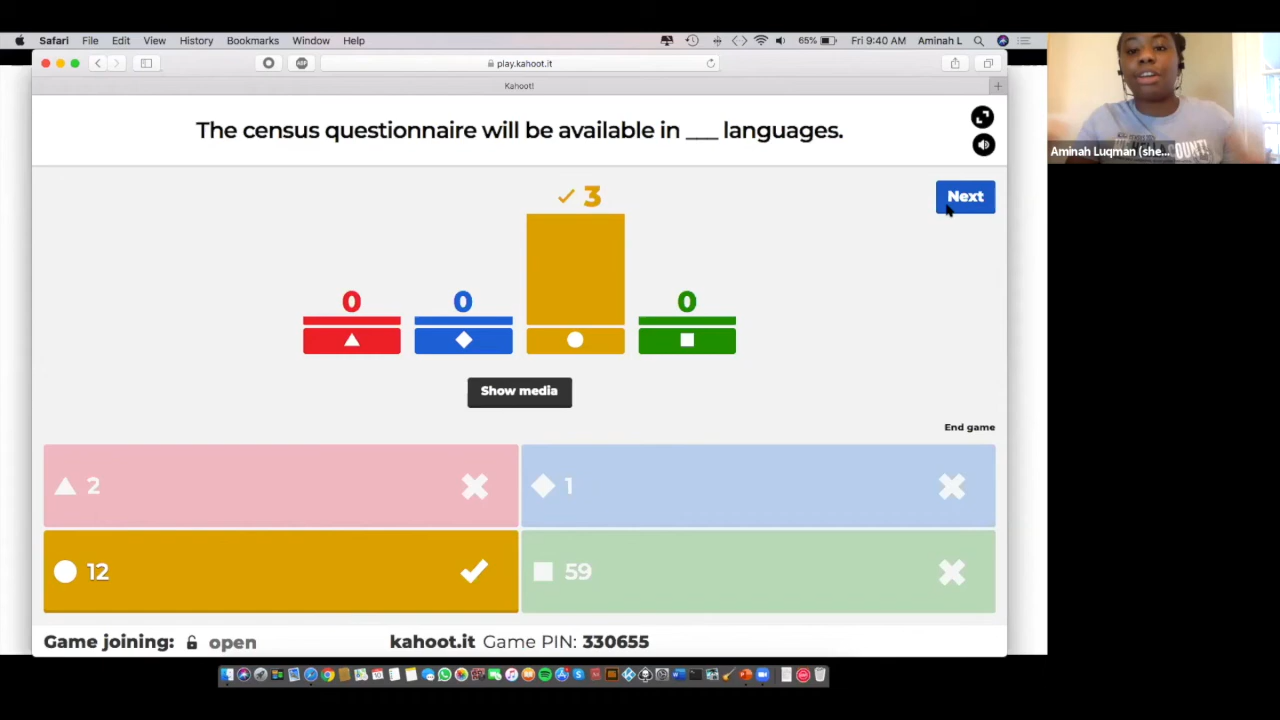 Safari File Edit View History Bookmarks Window Help 65% Fri 9:40 AM Aminah L
play.kahoot.it
Kahoot!
The census questionnaire will be available in ___ languages.
Next
0 0 3 0
Show media
End game
2
1
12
59
Game joining: open kahoot.it Game PIN: 330655
Aminah Luqman (she...
COUNT!